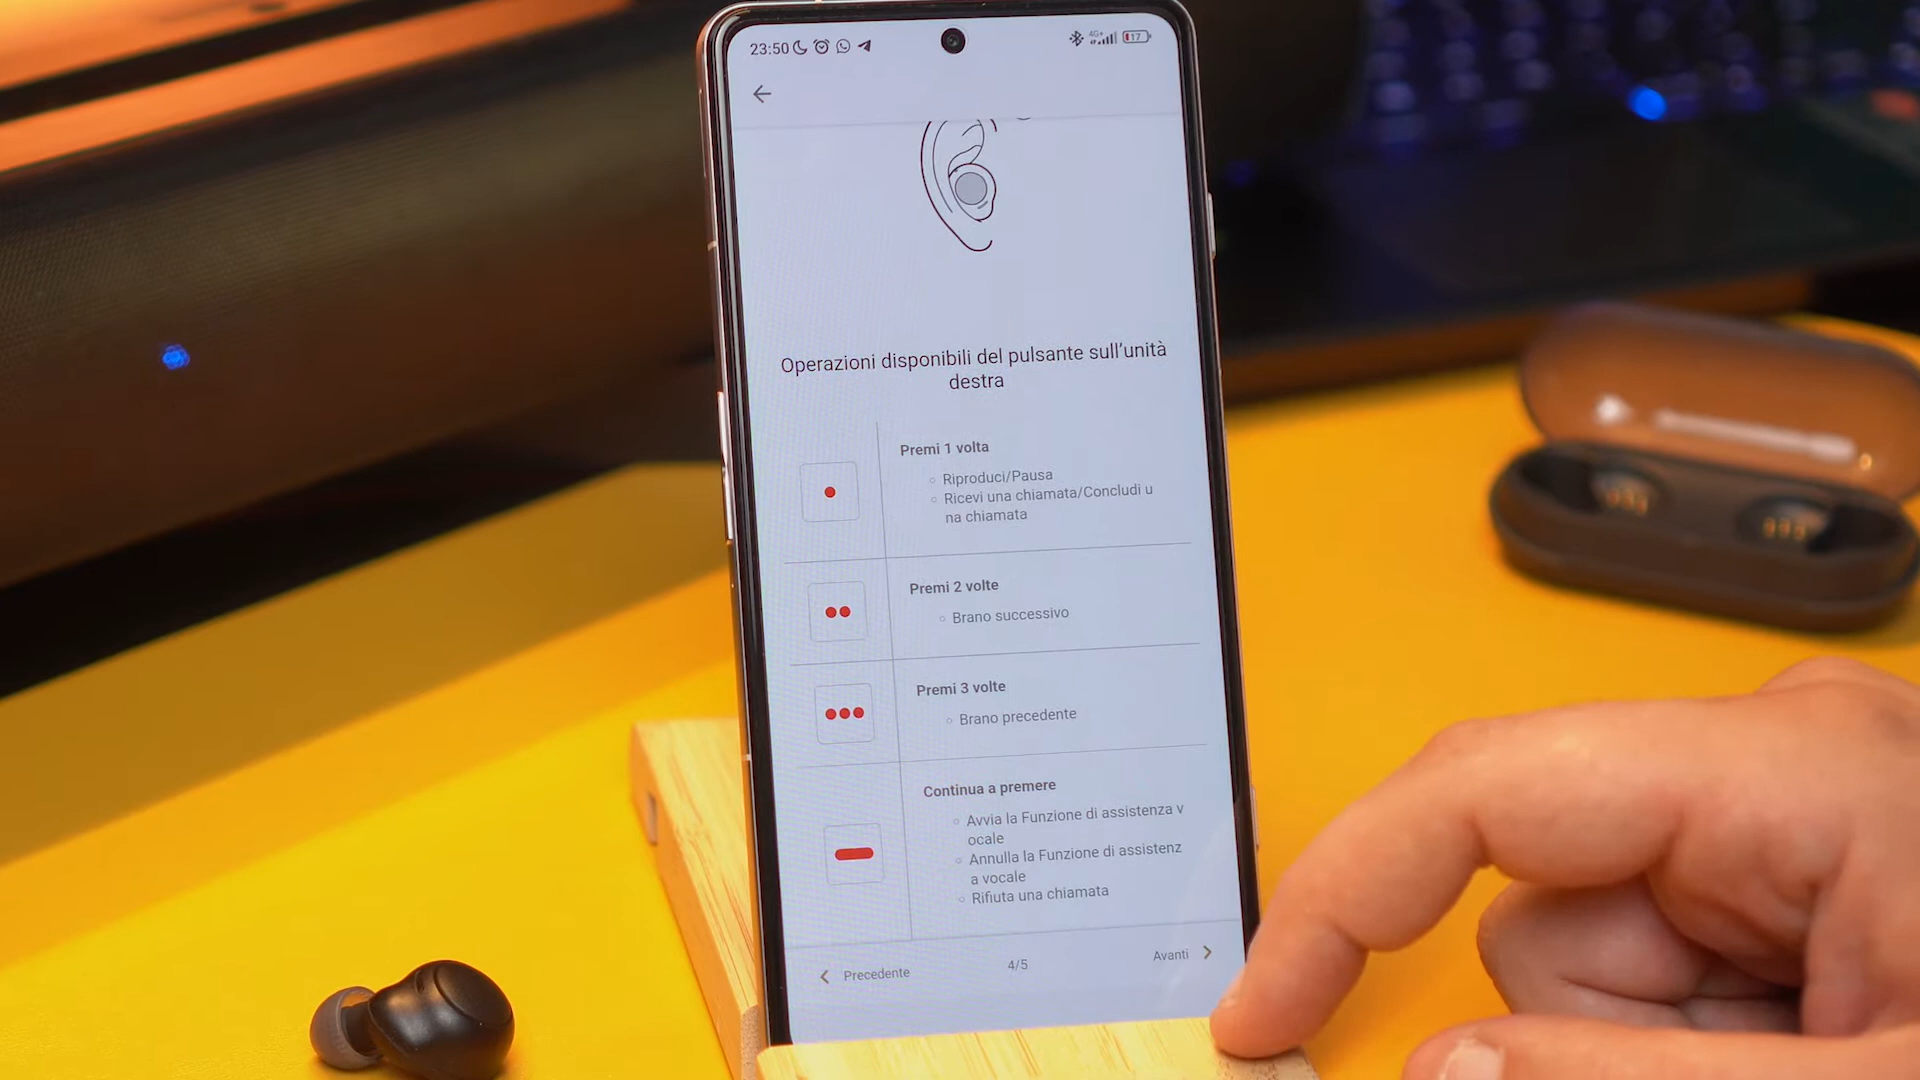 23:50
4G+
17
Operazioni disponibili del pulsante sull'unità
destra
Premi 1 volta
Riproduci/Pausa
Ricevi una chiamata/Concludi u
na chiamata
Premi 2 volte
Brano successivo
Premi 3 volte
Brano precedente
Continua a premere
Avvia la Funzione di assistenza v
ocale
Annulla la Funzione di assistenz
a vocale
Rifiuta una chiamata
Precedente
4/5
Avanti